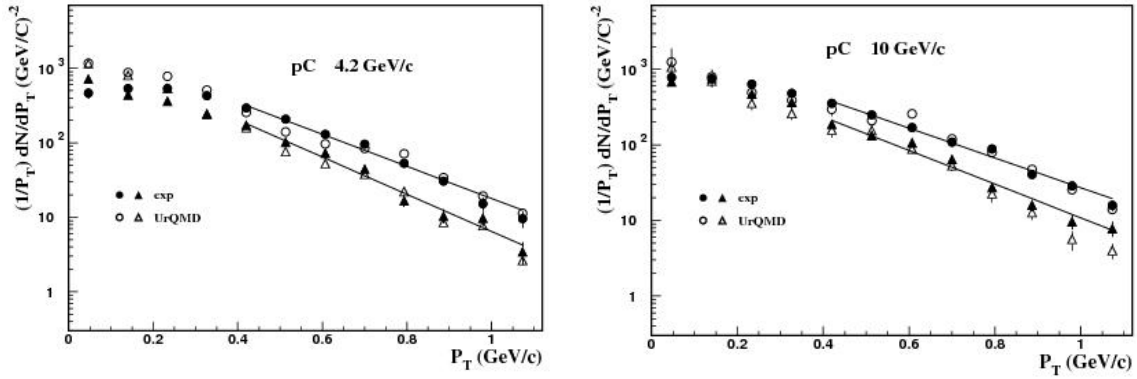 pC 4.2 GeV/c
(1/P_T) dN/dP_T (GeV/C)^-2
10^3
10^2
10
1
exp
UrQMD
0 0.2 0.4 0.6 0.8 1
P_T (GeV/c)
pC 10 GeV/c
(1/P_T) dN/dP_T (GeV/C)^-2
10^3
10^2
10
1
exp
UrQMD
0 0.2 0.4 0.6 0.8 1
P_T (GeV/c)